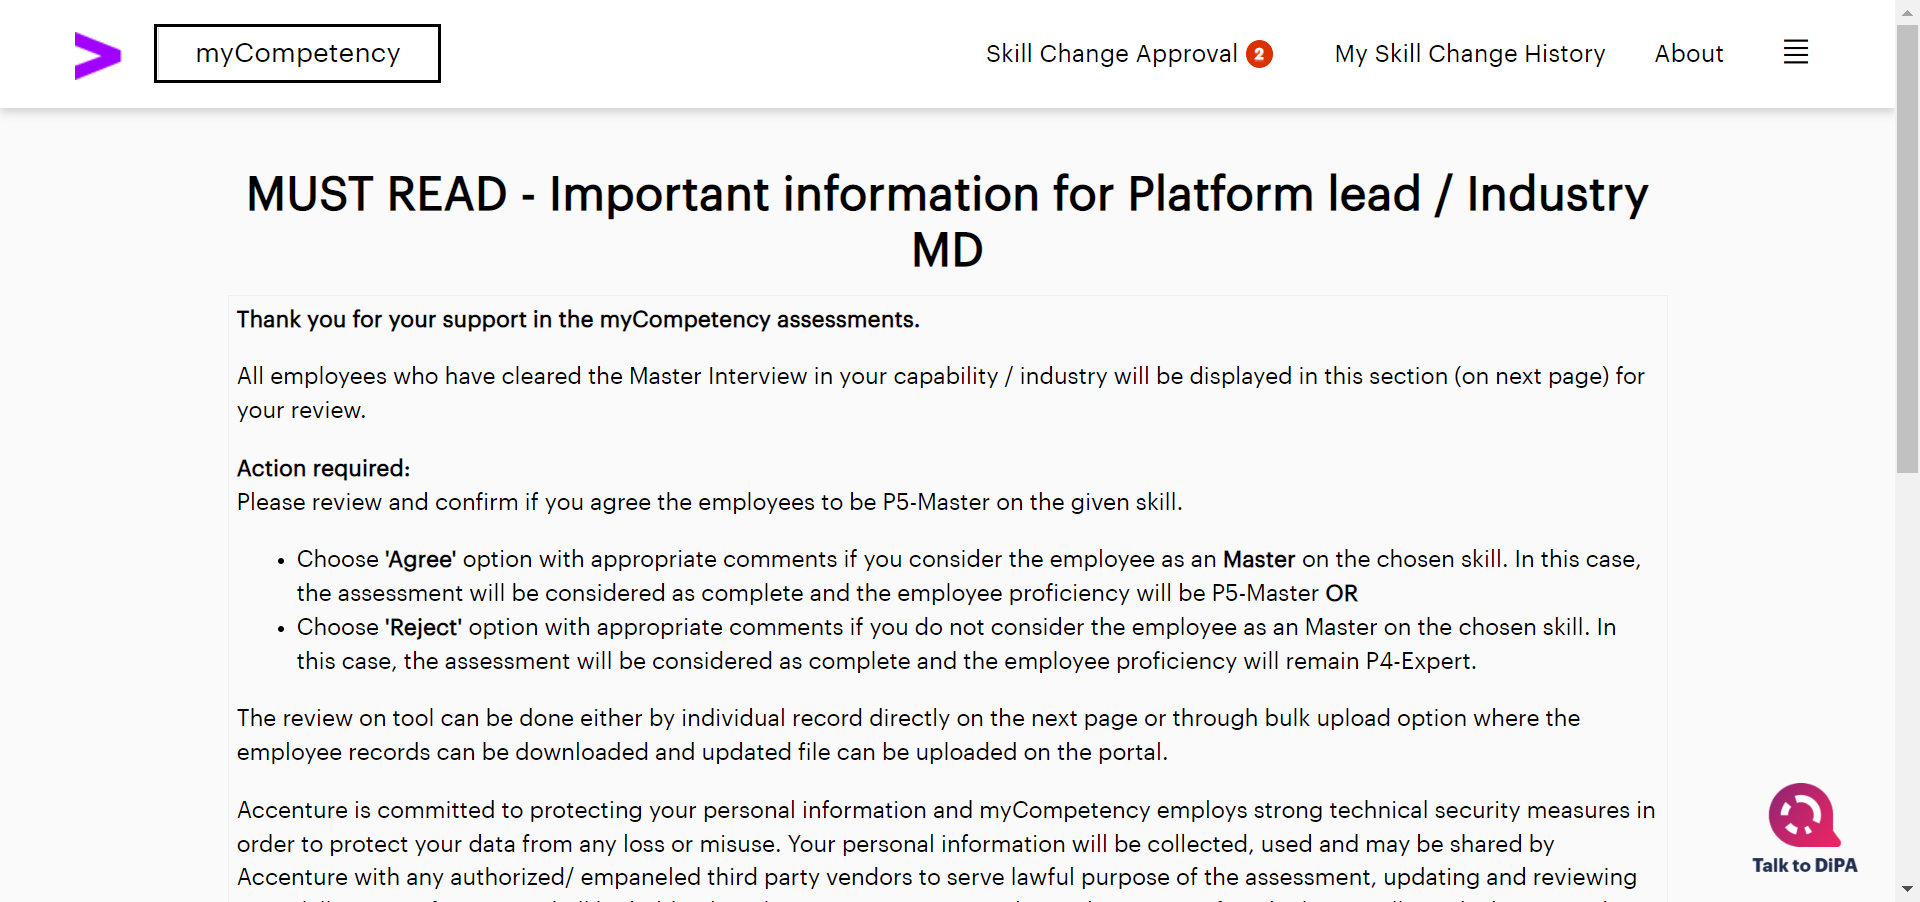 myCompetency
Skill Change Approval 2
My Skill Change History
About
MUST READ - Important information for Platform lead / Industry
MD
Thank you for your support in the myCompetency assessments.
All employees who have cleared the Master Interview in your capability / industry will be displayed in this section (on next page) for
your review.
Action required:
Please review and confirm if you agree the employees to be P5-Master on the given skill.
• Choose 'Agree' option with appropriate comments if you consider the employee as an Master on the chosen skill. In this case,
the assessment will be considered as complete and the employee proficiency will be P5-Master OR
• Choose 'Reject' option with appropriate comments if you do not consider the employee as an Master on the chosen skill. In
this case, the assessment will be considered as complete and the employee proficiency will remain P4-Expert.
The review on tool can be done either by individual record directly on the next page or through bulk upload option where the
employee records can be downloaded and updated file can be uploaded on the portal.
Accenture is committed to protecting your personal information and myCompetency employs strong technical security measures in
order to protect your data from any loss or misuse. Your personal information will be collected, used and may be shared by
Accenture with any authorized/ empaneled third party vendors to serve lawful purpose of the assessment, updating and reviewing
Talk to DiPA